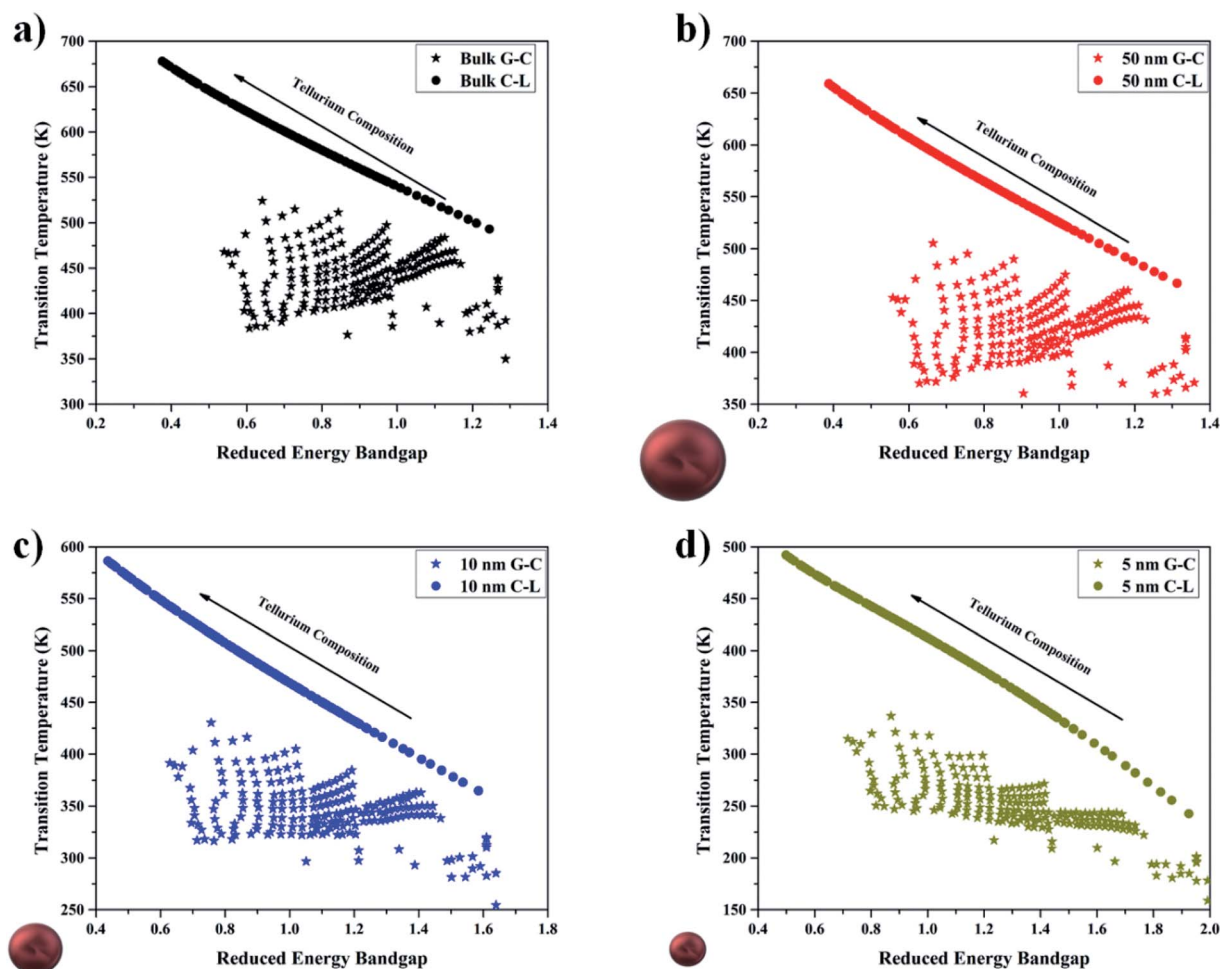 a)
700
650
600
550
500
450
400
350
300
Transition Temperature (K)
Bulk G-C
Bulk C-L
Tellurium Composition
0.2 0.4 0.6 0.8 1.0 1.2 1.4
Reduced Energy Bandgap
b)
700
650
600
550
500
450
400
350
Transition Temperature (K)
50 nm G-C
50 nm C-L
Tellurium Composition
0.2 0.4 0.6 0.8 1.0 1.2 1.4
Reduced Energy Bandgap
c)
600
550
500
450
400
350
300
250
Transition Temperature (K)
10 nm G-C
10 nm C-L
Tellurium Composition
0.4 0.6 0.8 1.0 1.2 1.4 1.6 1.8
Reduced Energy Bandgap
d)
500
450
400
350
300
250
200
150
Transition Temperature (K)
5 nm G-C
5 nm C-L
Tellurium Composition
0.4 0.6 0.8 1.0 1.2 1.4 1.6 1.8 2.0
Reduced Energy Bandgap